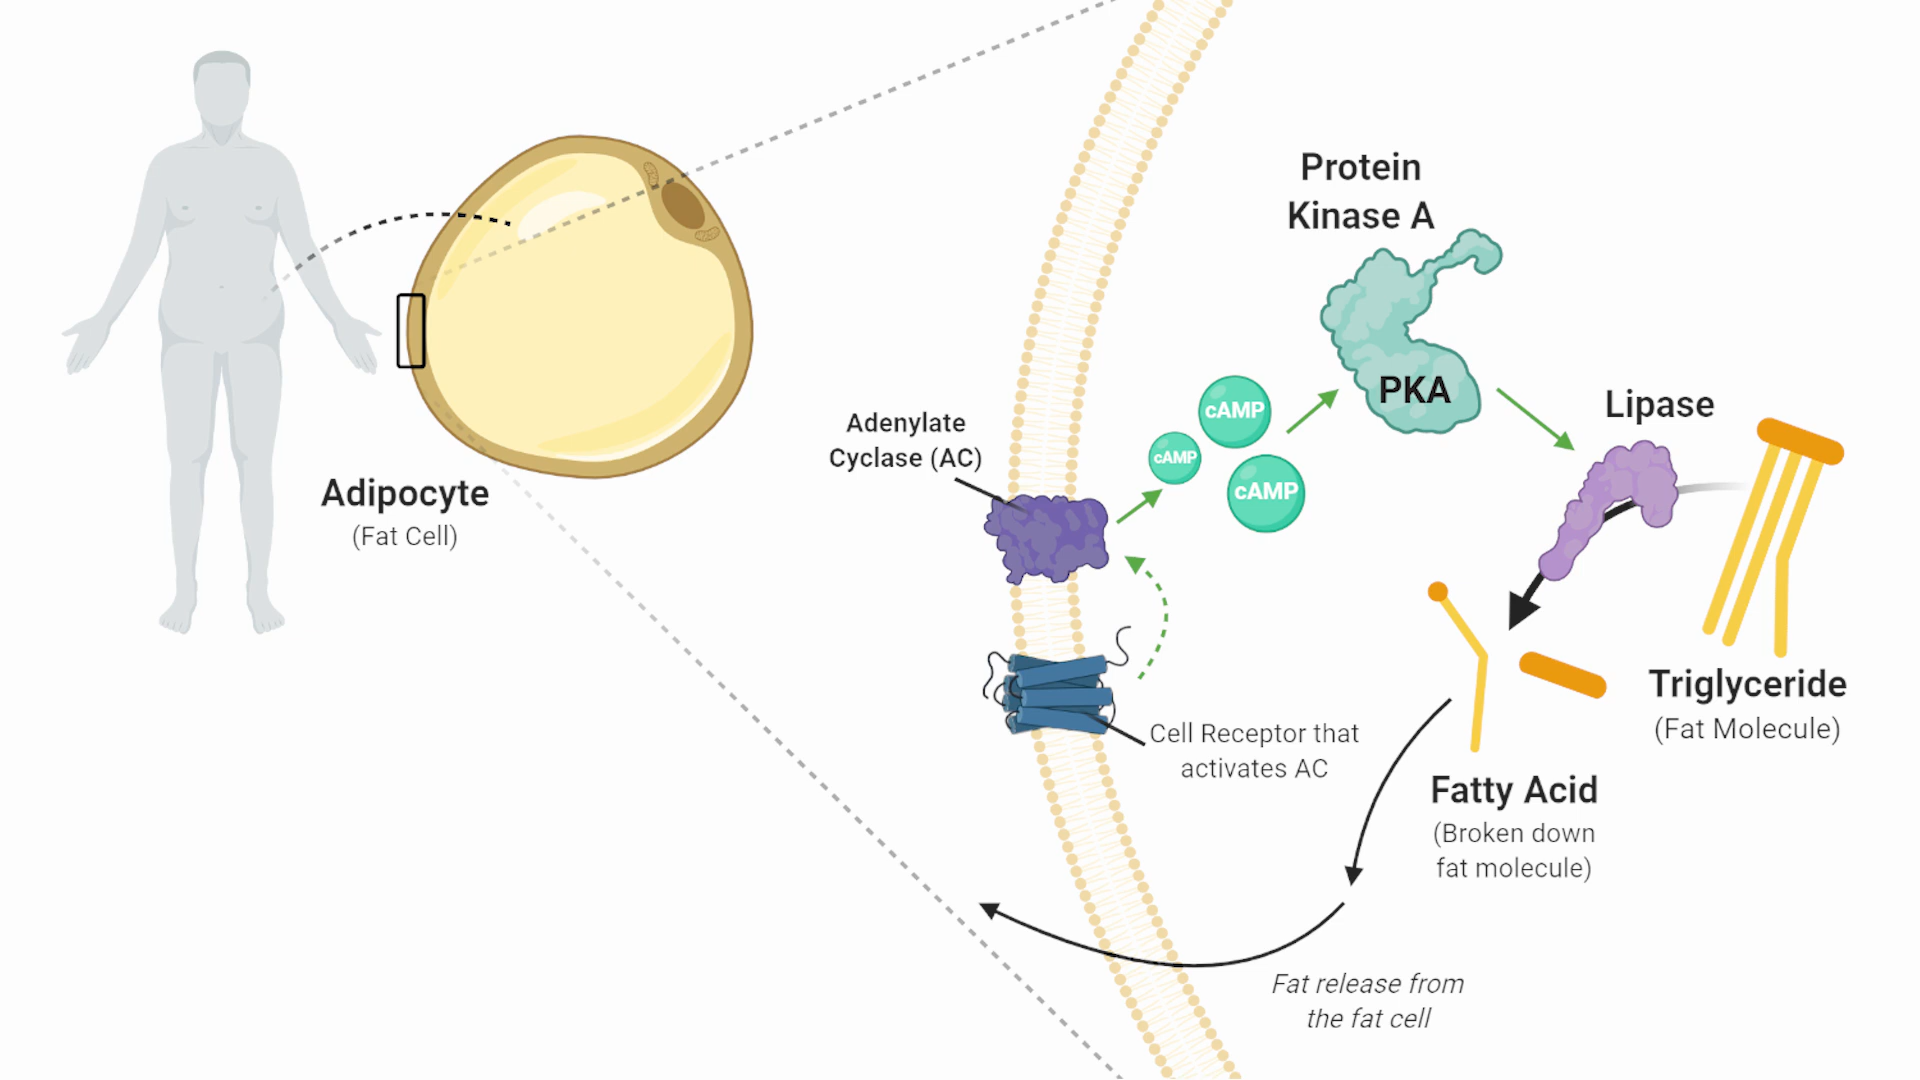 Adipocyte
(Fat Cell)
Adenylate
Cyclase (AC)
cAMP
cAMP
cAMP
Protein
Kinase A
PKA
Lipase
Triglyceride
(Fat Molecule)
Cell Receptor that
activates AC
Fatty Acid
(Broken down
fat molecule)
Fat release from
the fat cell